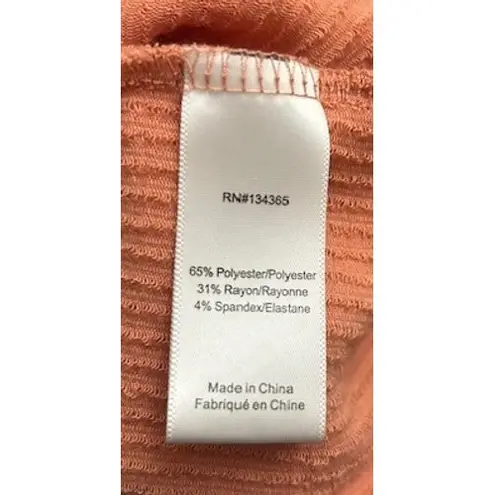 RN#134365
65% Polyester/Polyester
31% Rayon/Rayonne
4% Spandex/Elastane
Made in China
Fabriqué en Chine